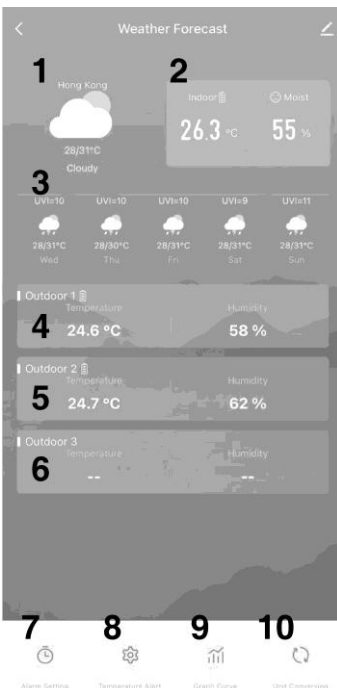 Weather Forecast
1
2
Hong Kong
Indoor
Moist
26.3 °C
55 %
28/31°C
Cloudy
3
UVI=10 UVI=10 UVI=10 UVI=9 UVI=11
28/31°C 28/30°C 28/31°C 28/31°C 28/31°C
Wed Thu Fri Sat Sun
Outdoor 1
Temperature Humidity
4
24.6 °C 58 %
Outdoor 2
Temperature Humidity
5
24.7 °C 62 %
Outdoor 3
Temperature Humidity
6
-- --
7 8 9 10
Alarm Setting Temperature Alert Graph Curve Unit Conversion